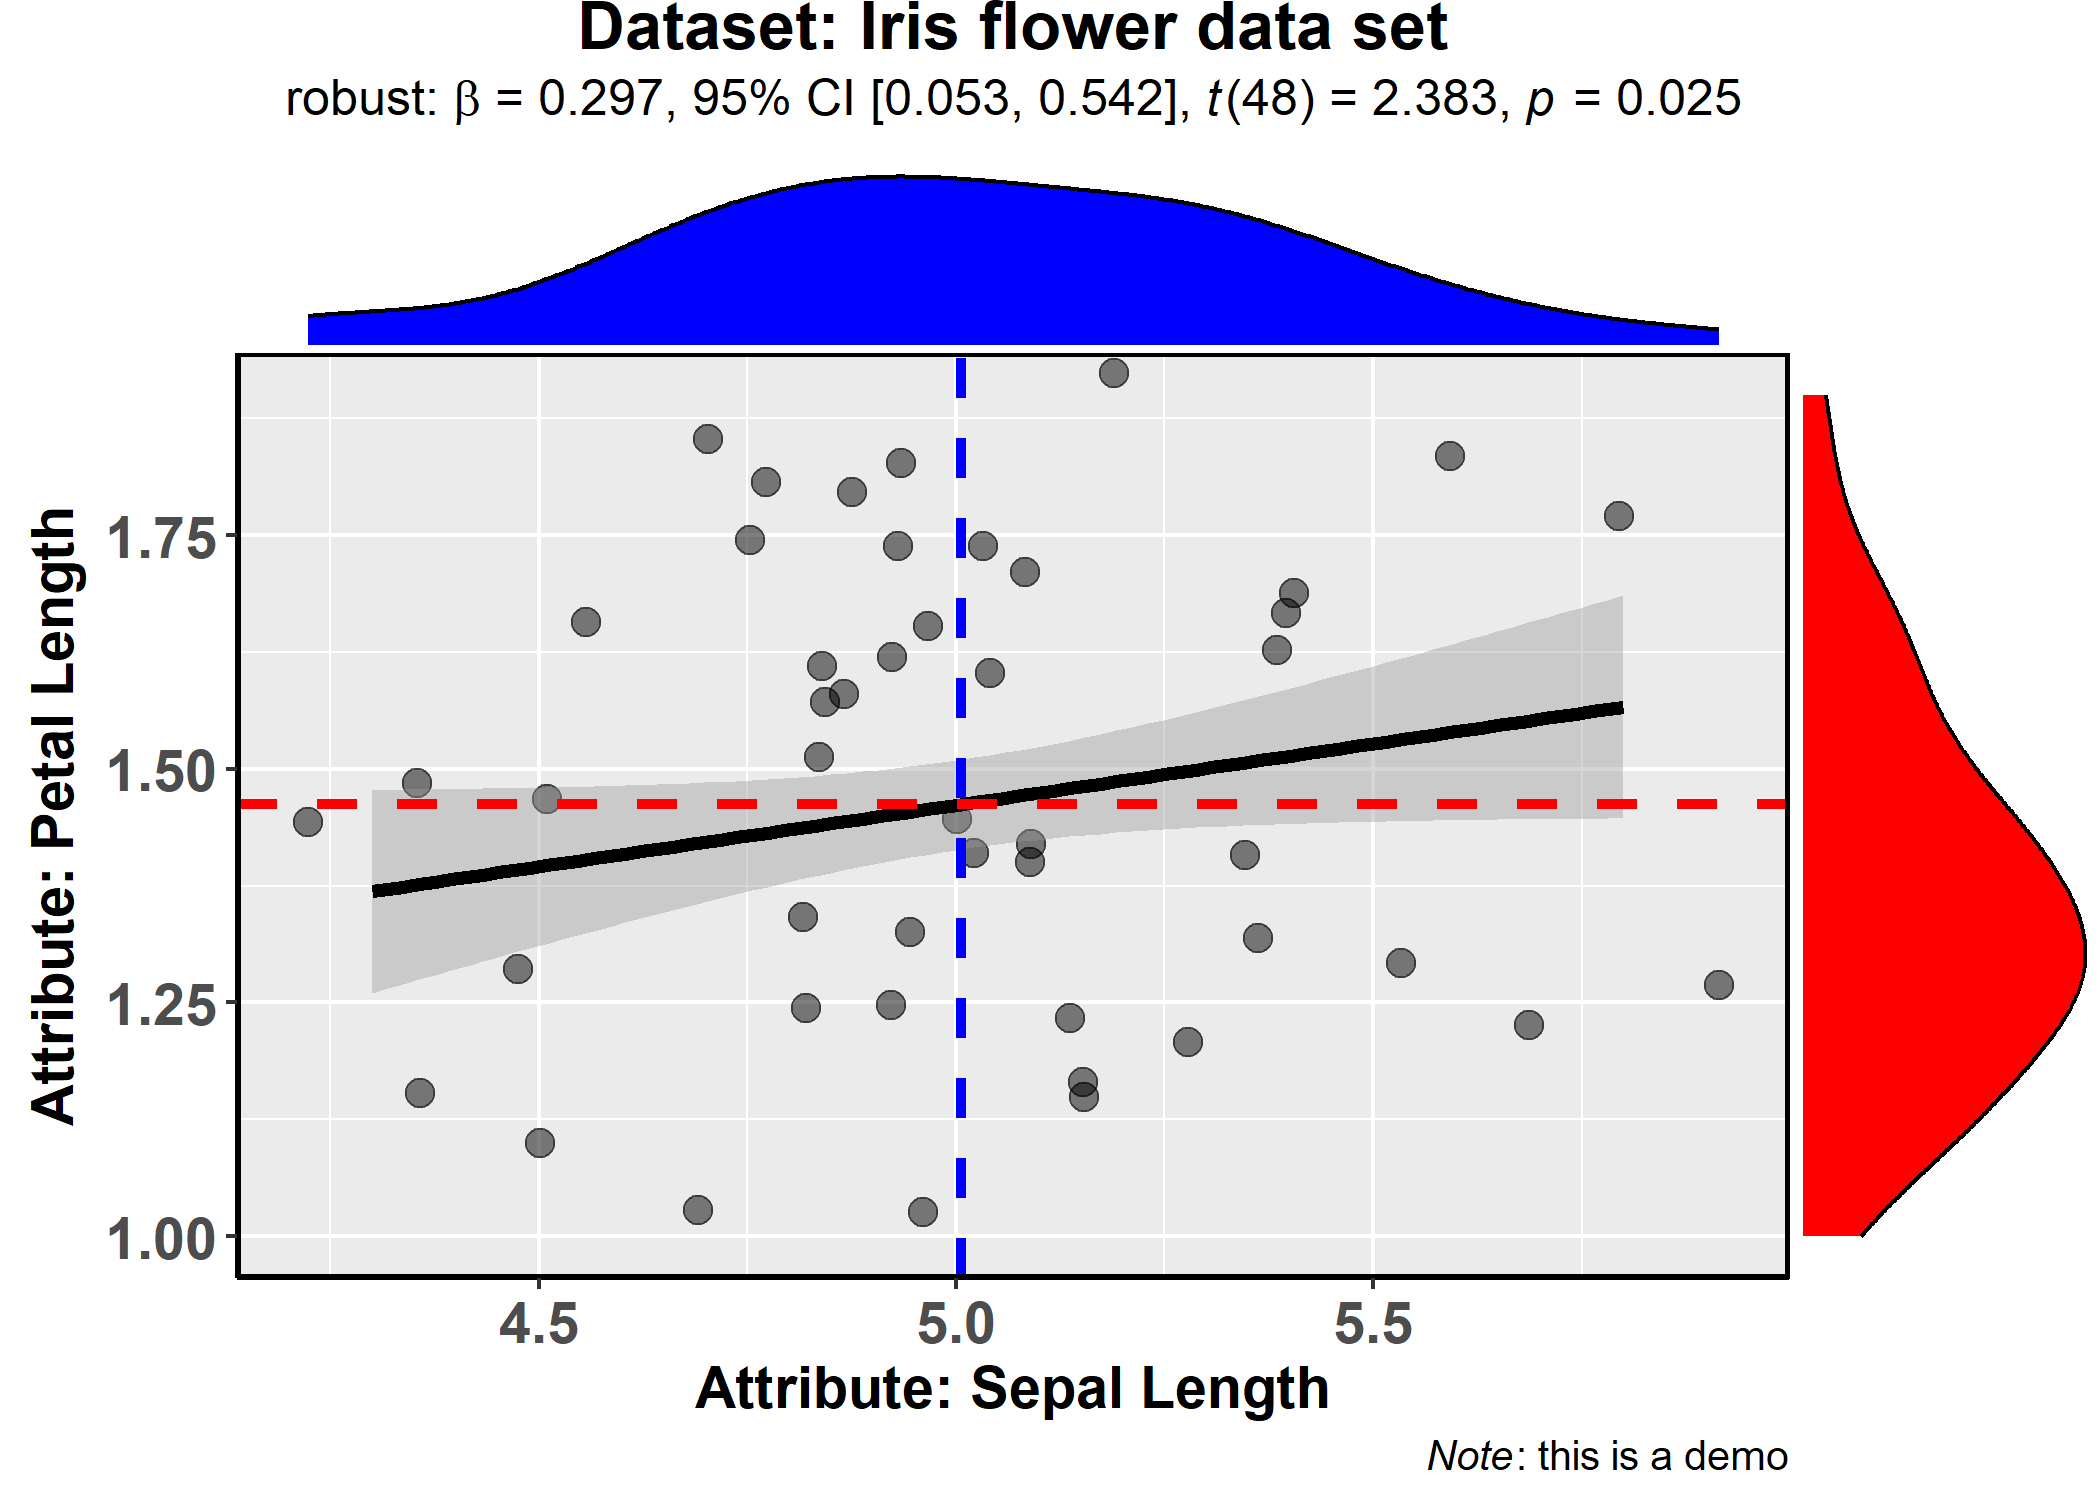 Dataset: Iris flower data set
robust: β = 0.297, 95% CI [0.053, 0.542], t(48) = 2.383, p = 0.025
Attribute: Petal Length
1.75
1.50
1.25
1.00
4.5 5.0 5.5
Attribute: Sepal Length
Note: this is a demo